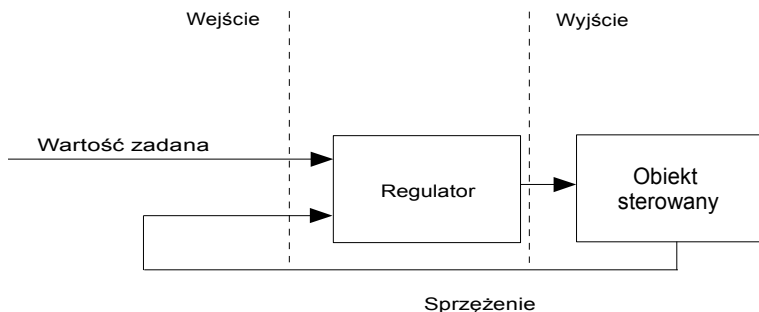 Wejście
Wyjście
Wartość zadana
Regulator
Obiekt
sterowany
Sprzężenie